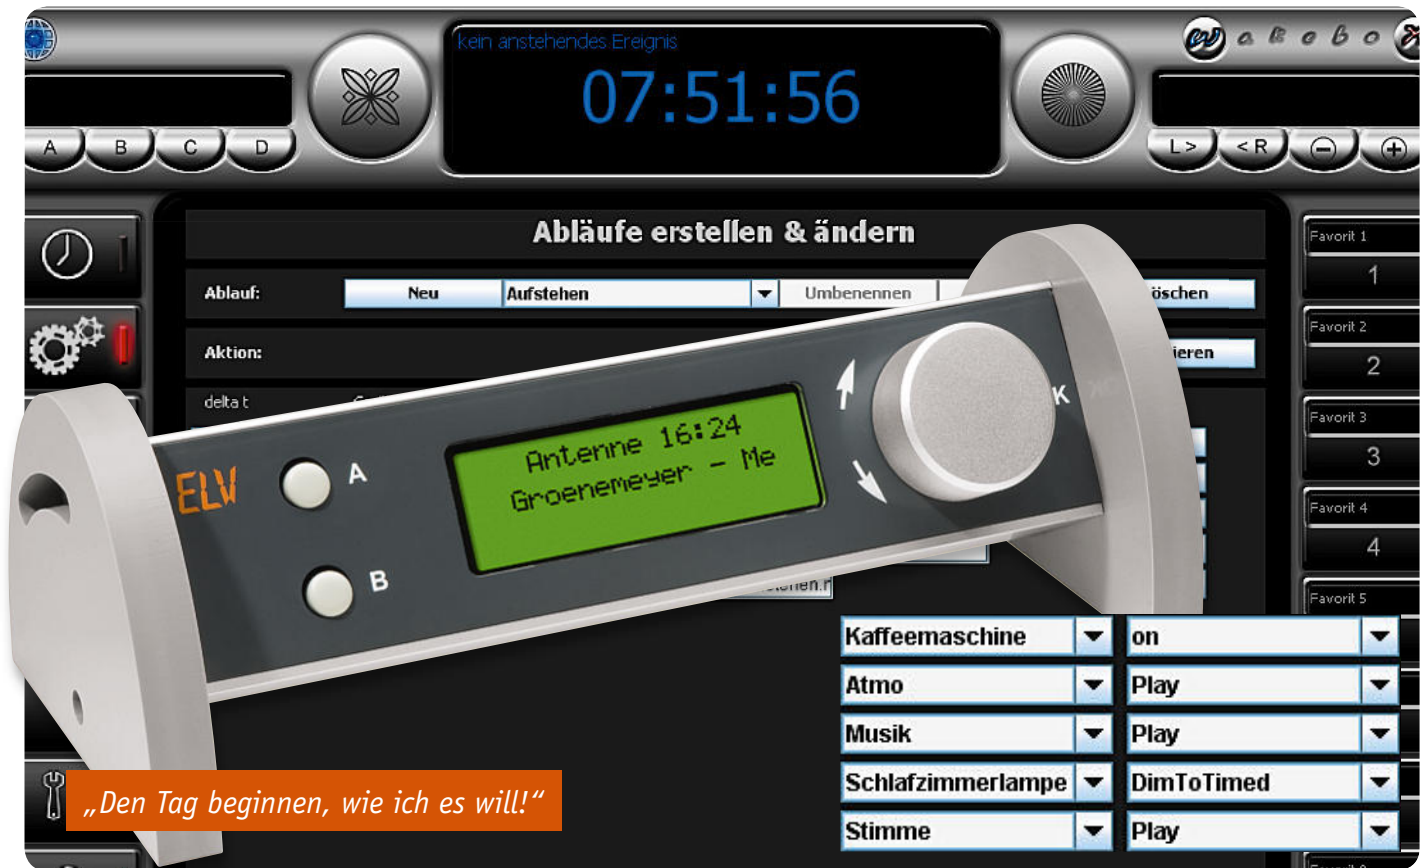 kein anstehendes Ereignis
07:51:56
wakebox
A B C D
L > < R
Abläufe erstellen & ändern
Ablauf: Neu Aufstehen Umbenennen
Aktion:
delta t
Favorit 1
1
Favorit 2
2
Favorit 3
3
Favorit 4
4
Favorit 5
ELV
A
B
Antenne 16:24
Groenemeyer - Me
K
Kaffeemaschine on
Atmo Play
Musik Play
Schlafzimmerlampe DimToTimed
Stimme Play
„Den Tag beginnen, wie ich es will!“